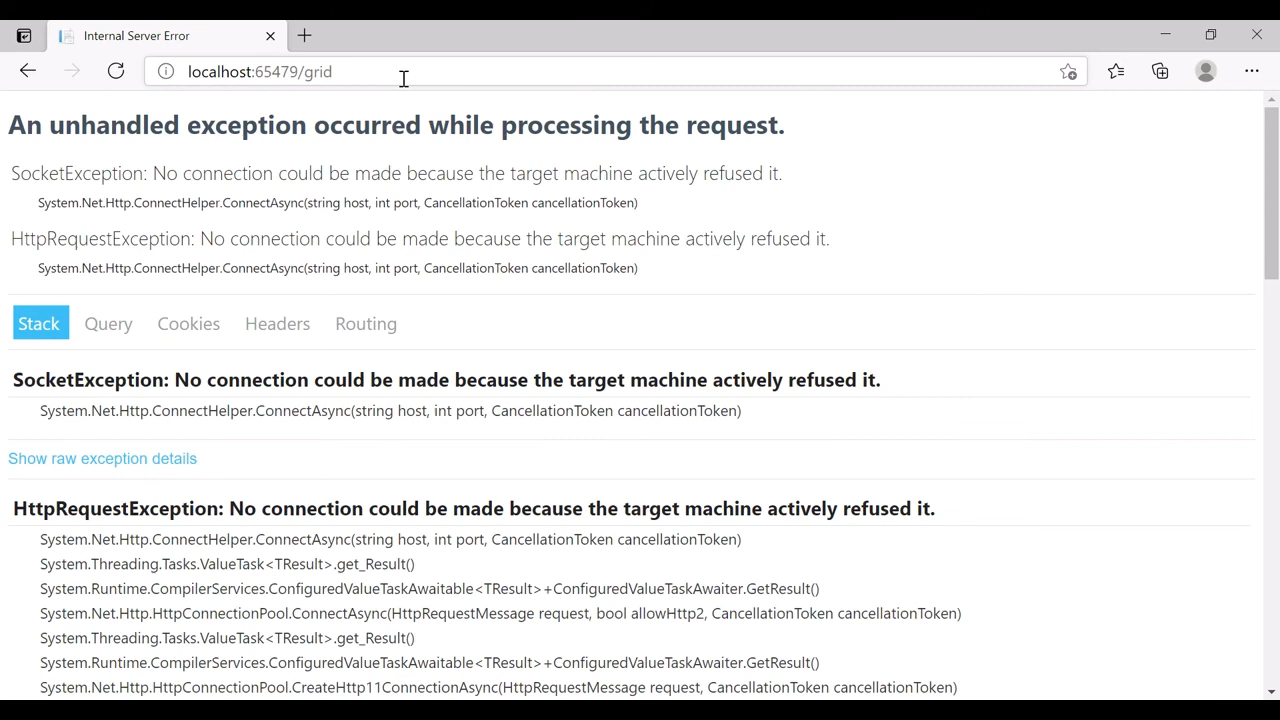 Internal Server Error
localhost:65479/grid
An unhandled exception occurred while processing the request.
SocketException: No connection could be made because the target machine actively refused it.
System.Net.Http.ConnectHelper.ConnectAsync(string host, int port, CancellationToken cancellationToken)
HttpRequestException: No connection could be made because the target machine actively refused it.
System.Net.Http.ConnectHelper.ConnectAsync(string host, int port, CancellationToken cancellationToken)
Stack Query Cookies Headers Routing
SocketException: No connection could be made because the target machine actively refused it.
System.Net.Http.ConnectHelper.ConnectAsync(string host, int port, CancellationToken cancellationToken)
Show raw exception details
HttpRequestException: No connection could be made because the target machine actively refused it.
System.Net.Http.ConnectHelper.ConnectAsync(string host, int port, CancellationToken cancellationToken)
System.Threading.Tasks.ValueTask<TResult>.get_Result()
System.Runtime.CompilerServices.ConfiguredValueTaskAwaitable<TResult>+ConfiguredValueTaskAwaiter.GetResult()
System.Net.Http.HttpConnectionPool.ConnectAsync(HttpRequestMessage request, bool allowHttp2, CancellationToken cancellationToken)
System.Threading.Tasks.ValueTask<TResult>.get_Result()
System.Runtime.CompilerServices.ConfiguredValueTaskAwaitable<TResult>+ConfiguredValueTaskAwaiter.GetResult()
System.Net.Http.HttpConnectionPool.CreateHttp11ConnectionAsync(HttpRequestMessage request, CancellationToken cancellationToken)